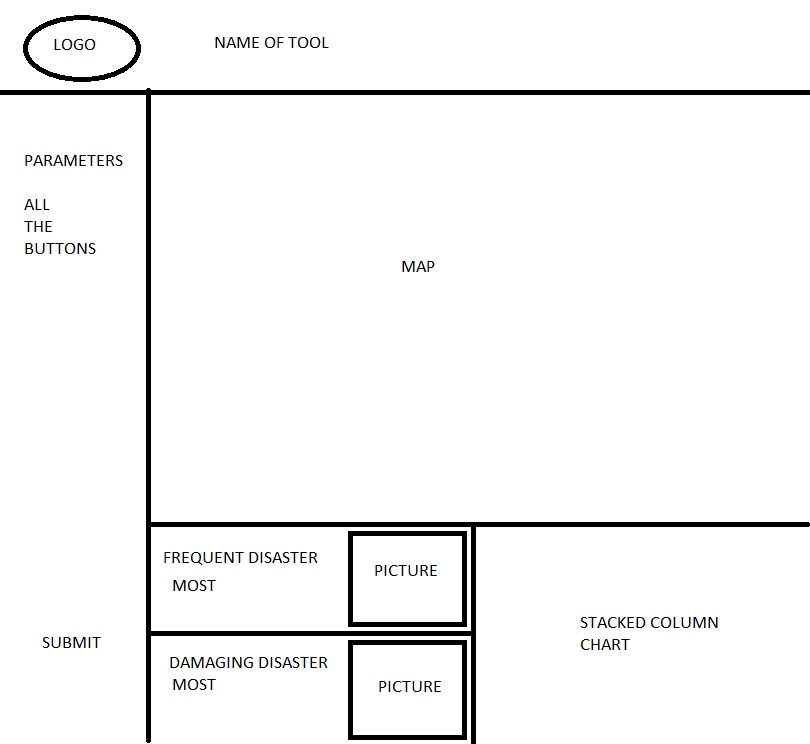 LOGO
NAME OF TOOL
PARAMETERS
ALL
THE
BUTTONS
MAP
FREQUENT DISASTER
MOST
PICTURE
DAMAGING DISASTER
MOST
PICTURE
STACKED COLUMN
CHART
SUBMIT